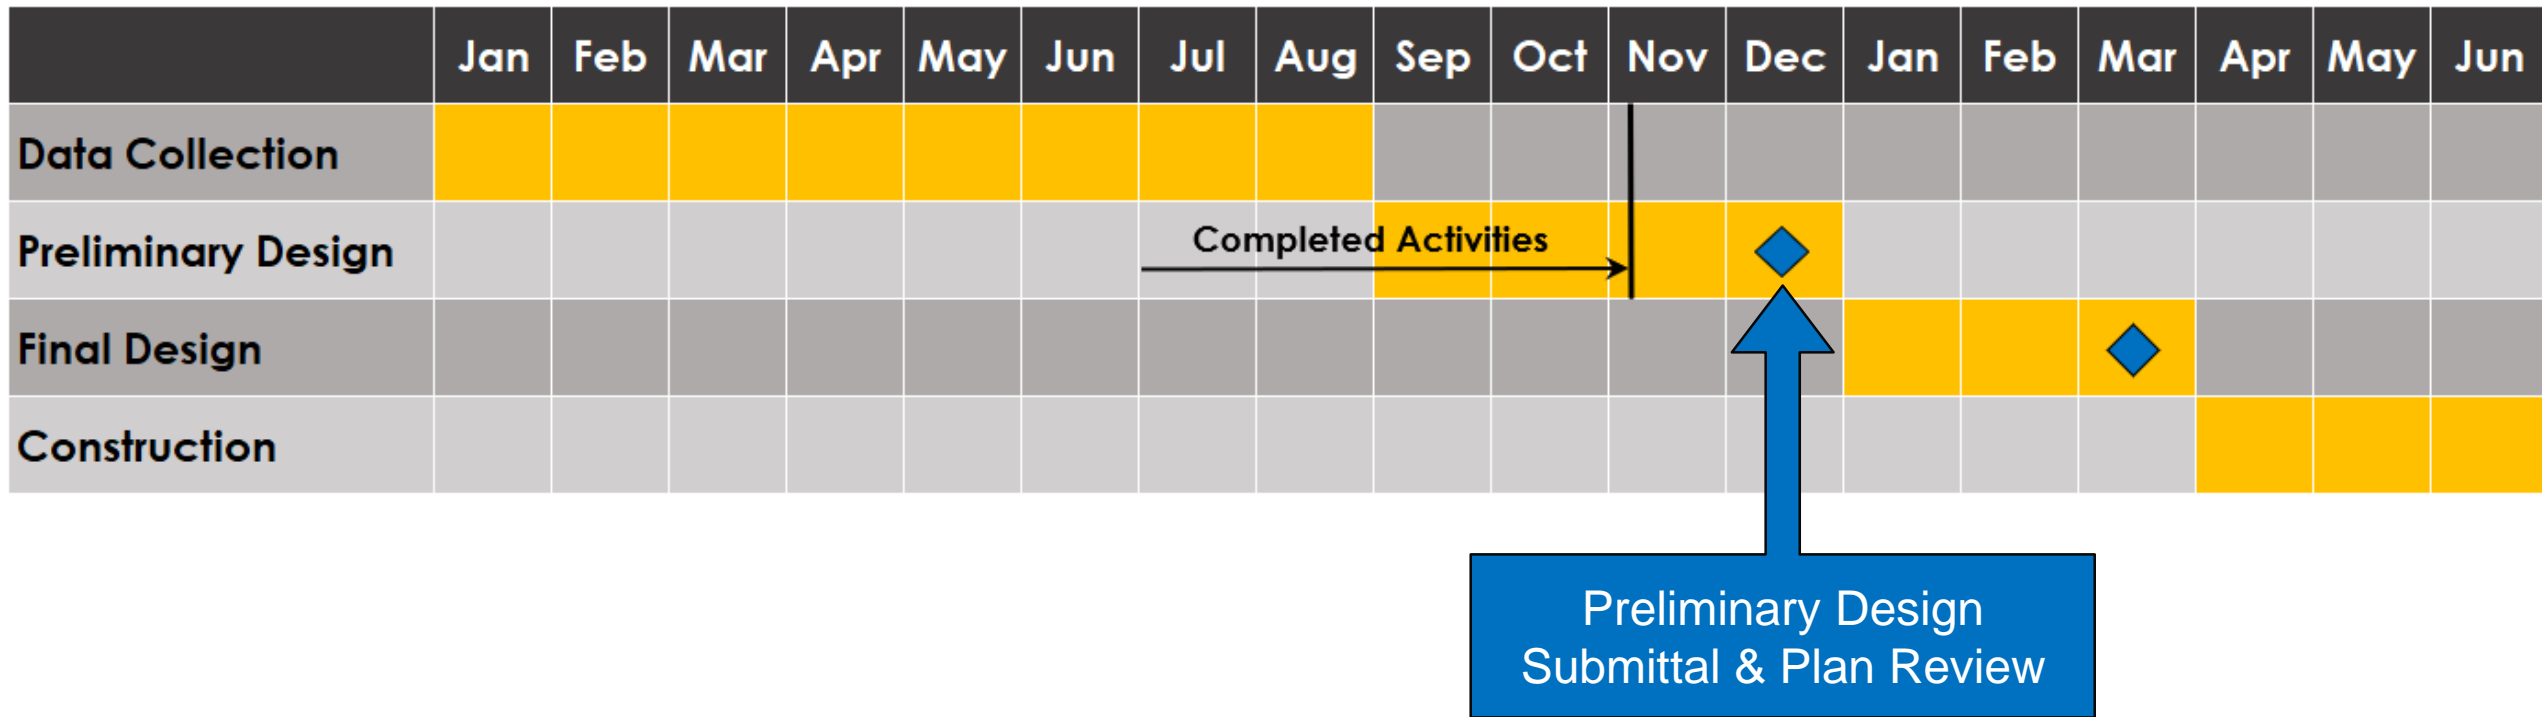 Jan Feb Mar Apr May Jun Jul Aug Sep Oct Nov Dec Jan Feb Mar Apr May Jun
Data Collection
Preliminary Design
Completed Activities
Final Design
Construction
Preliminary Design
Submittal & Plan Review